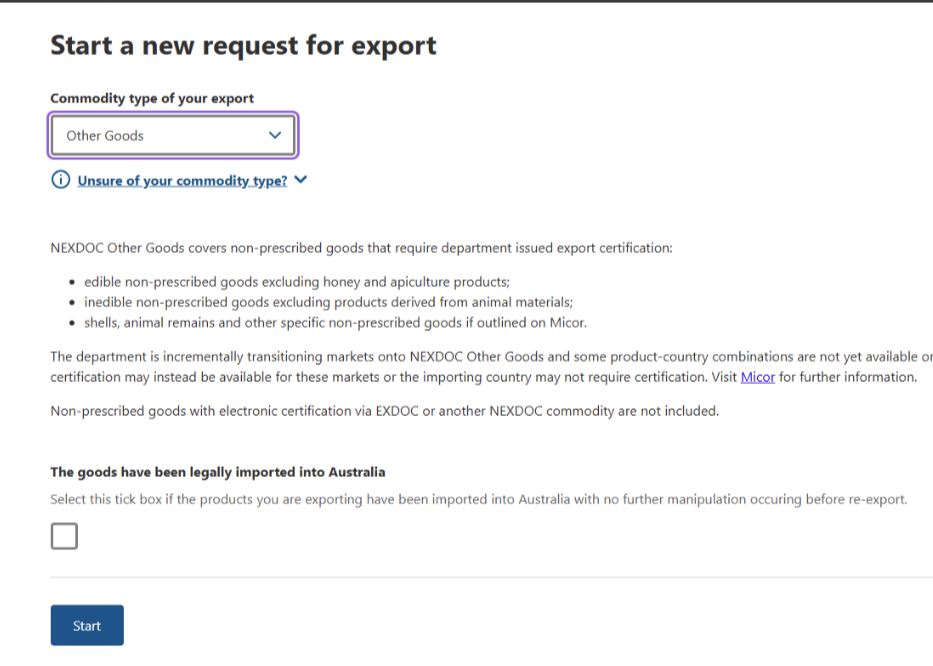 Start a new request for export
Commodity type of your export
Other Goods
Unsure of your commodity type?
NEXDOC Other Goods covers non-prescribed goods that require department issued export certification:
• edible non-prescribed goods excluding honey and apiculture products;
• inedible non-prescribed goods excluding products derived from animal materials;
• shells, animal remains and other specific non-prescribed goods if outlined on Micor.
The department is incrementally transitioning markets onto NEXDOC Other Goods and some product-country combinations are not yet available
certification may instead be available for these markets or the importing country may not require certification. Visit Micor for further information.
Non-prescribed goods with electronic certification via EXDOC or another NEXDOC commodity are not included.
The goods have been legally imported into Australia
Select this tick box if the products you are exporting have been imported into Australia with no further manipulation occuring before re-export.
Start